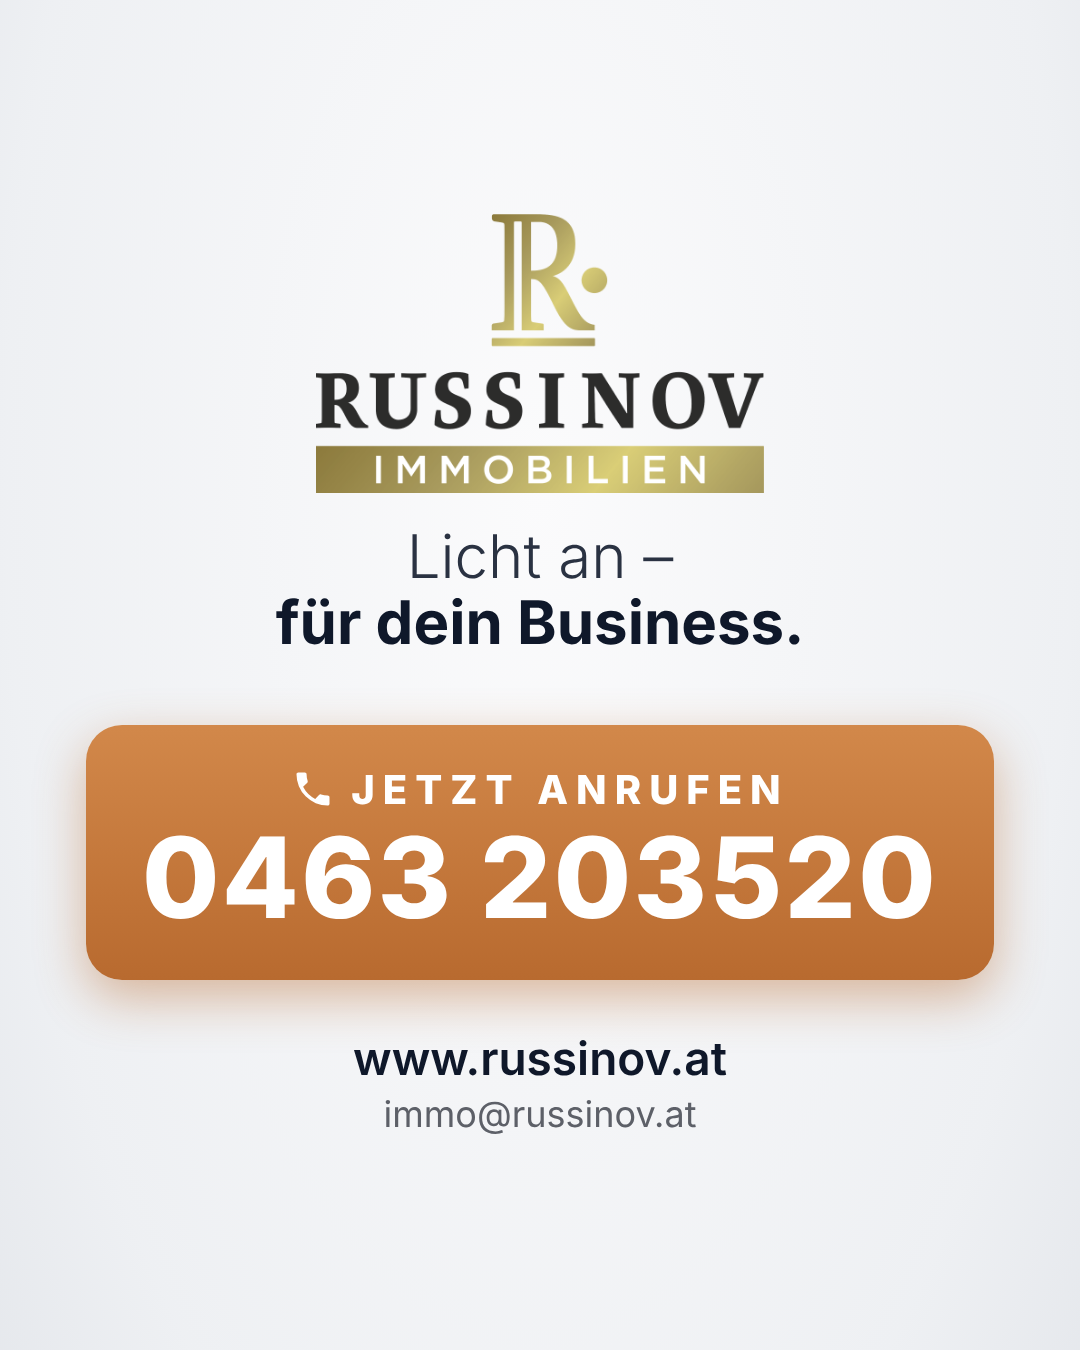 R
RUSSINOV
IMMOBILIEN
Licht an –
für dein Business.
JETZT ANRUFEN
0463 203520
www.russinov.at
immo@russinov.at